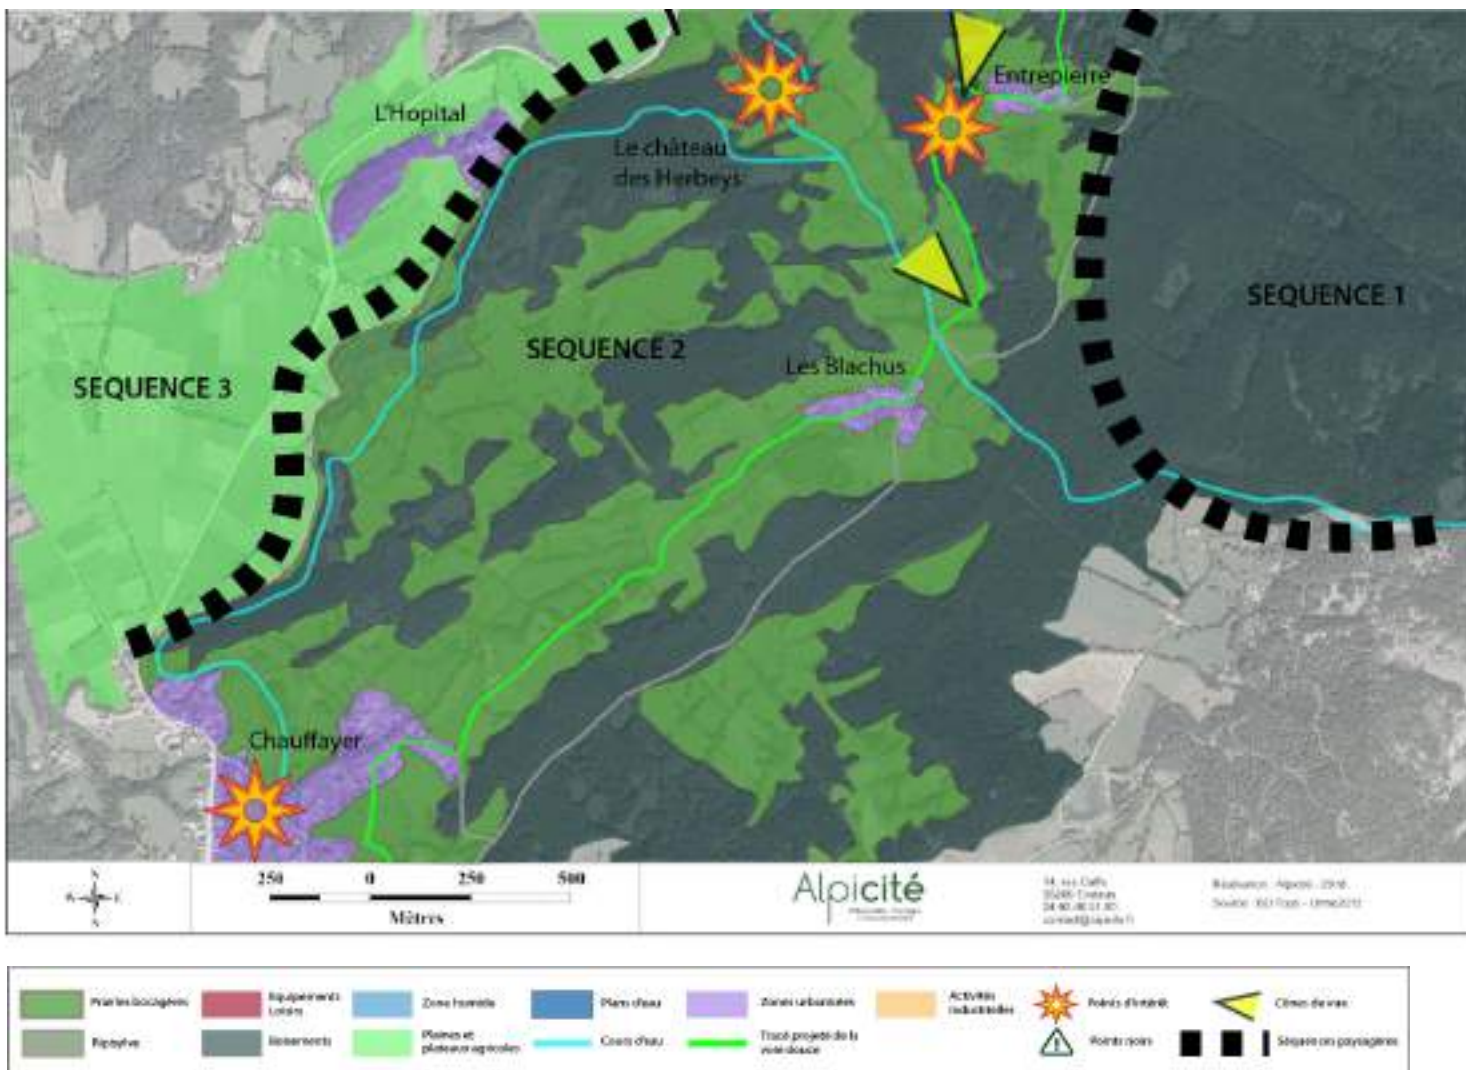 Entrepierre
L'Hopital
Le château
des Herbeys
SEQUENCE 1
SEQUENCE 2
Les Blachus
SEQUENCE 3
Chauffayer
N
W E
S
250 0 250 500
Mètres
Alpicité
Prairies bocagères
Equipements
Loisirs
Zone humide
Plans d'eau
Zones urbanisées
Activités
industrielles
Points d'intérêt
Cônes de vue
Ripisylve
Boisements
Plaines et
plateaux agricoles
Cours d'eau
Tracé projeté de la
voie douce
Points noirs
Séquences paysagères